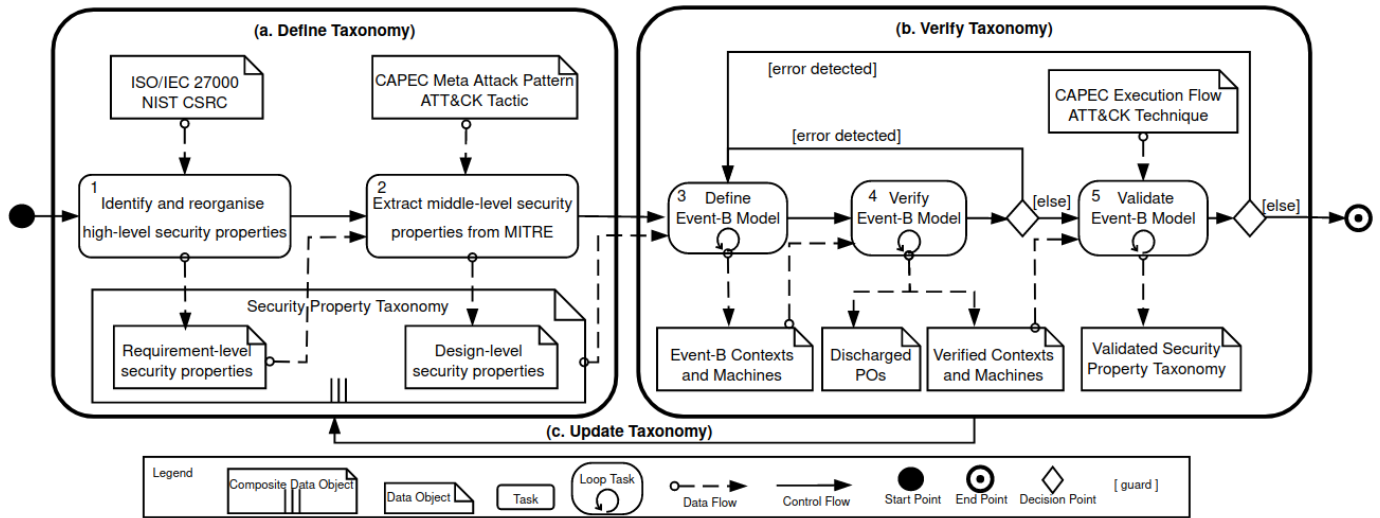 (a. Define Taxonomy)
ISO/IEC 27000
NIST CSRC
CAPEC Meta Attack Pattern
ATT&CK Tactic
1
Identify and reorganise
high-level security properties
2
Extract middle-level security
properties from MITRE
Security Property Taxonomy
Requirement-level
security properties
Design-level
security properties
(b. Verify Taxonomy)
[error detected]
[error detected]
CAPEC Execution Flow
ATT&CK Technique
3
Define
Event-B Model
4
Verify
Event-B Model
[else]
5
Validate
Event-B Model
[else]
Event-B Contexts
and Machines
Discharged
POs
Verified Contexts
and Machines
Validated Security
Property Taxonomy
(c. Update Taxonomy)
Legend
Composite Data Object
Data Object
Task
Loop Task
Data Flow
Control Flow
Start Point
End Point
Decision Point
[ guard ]